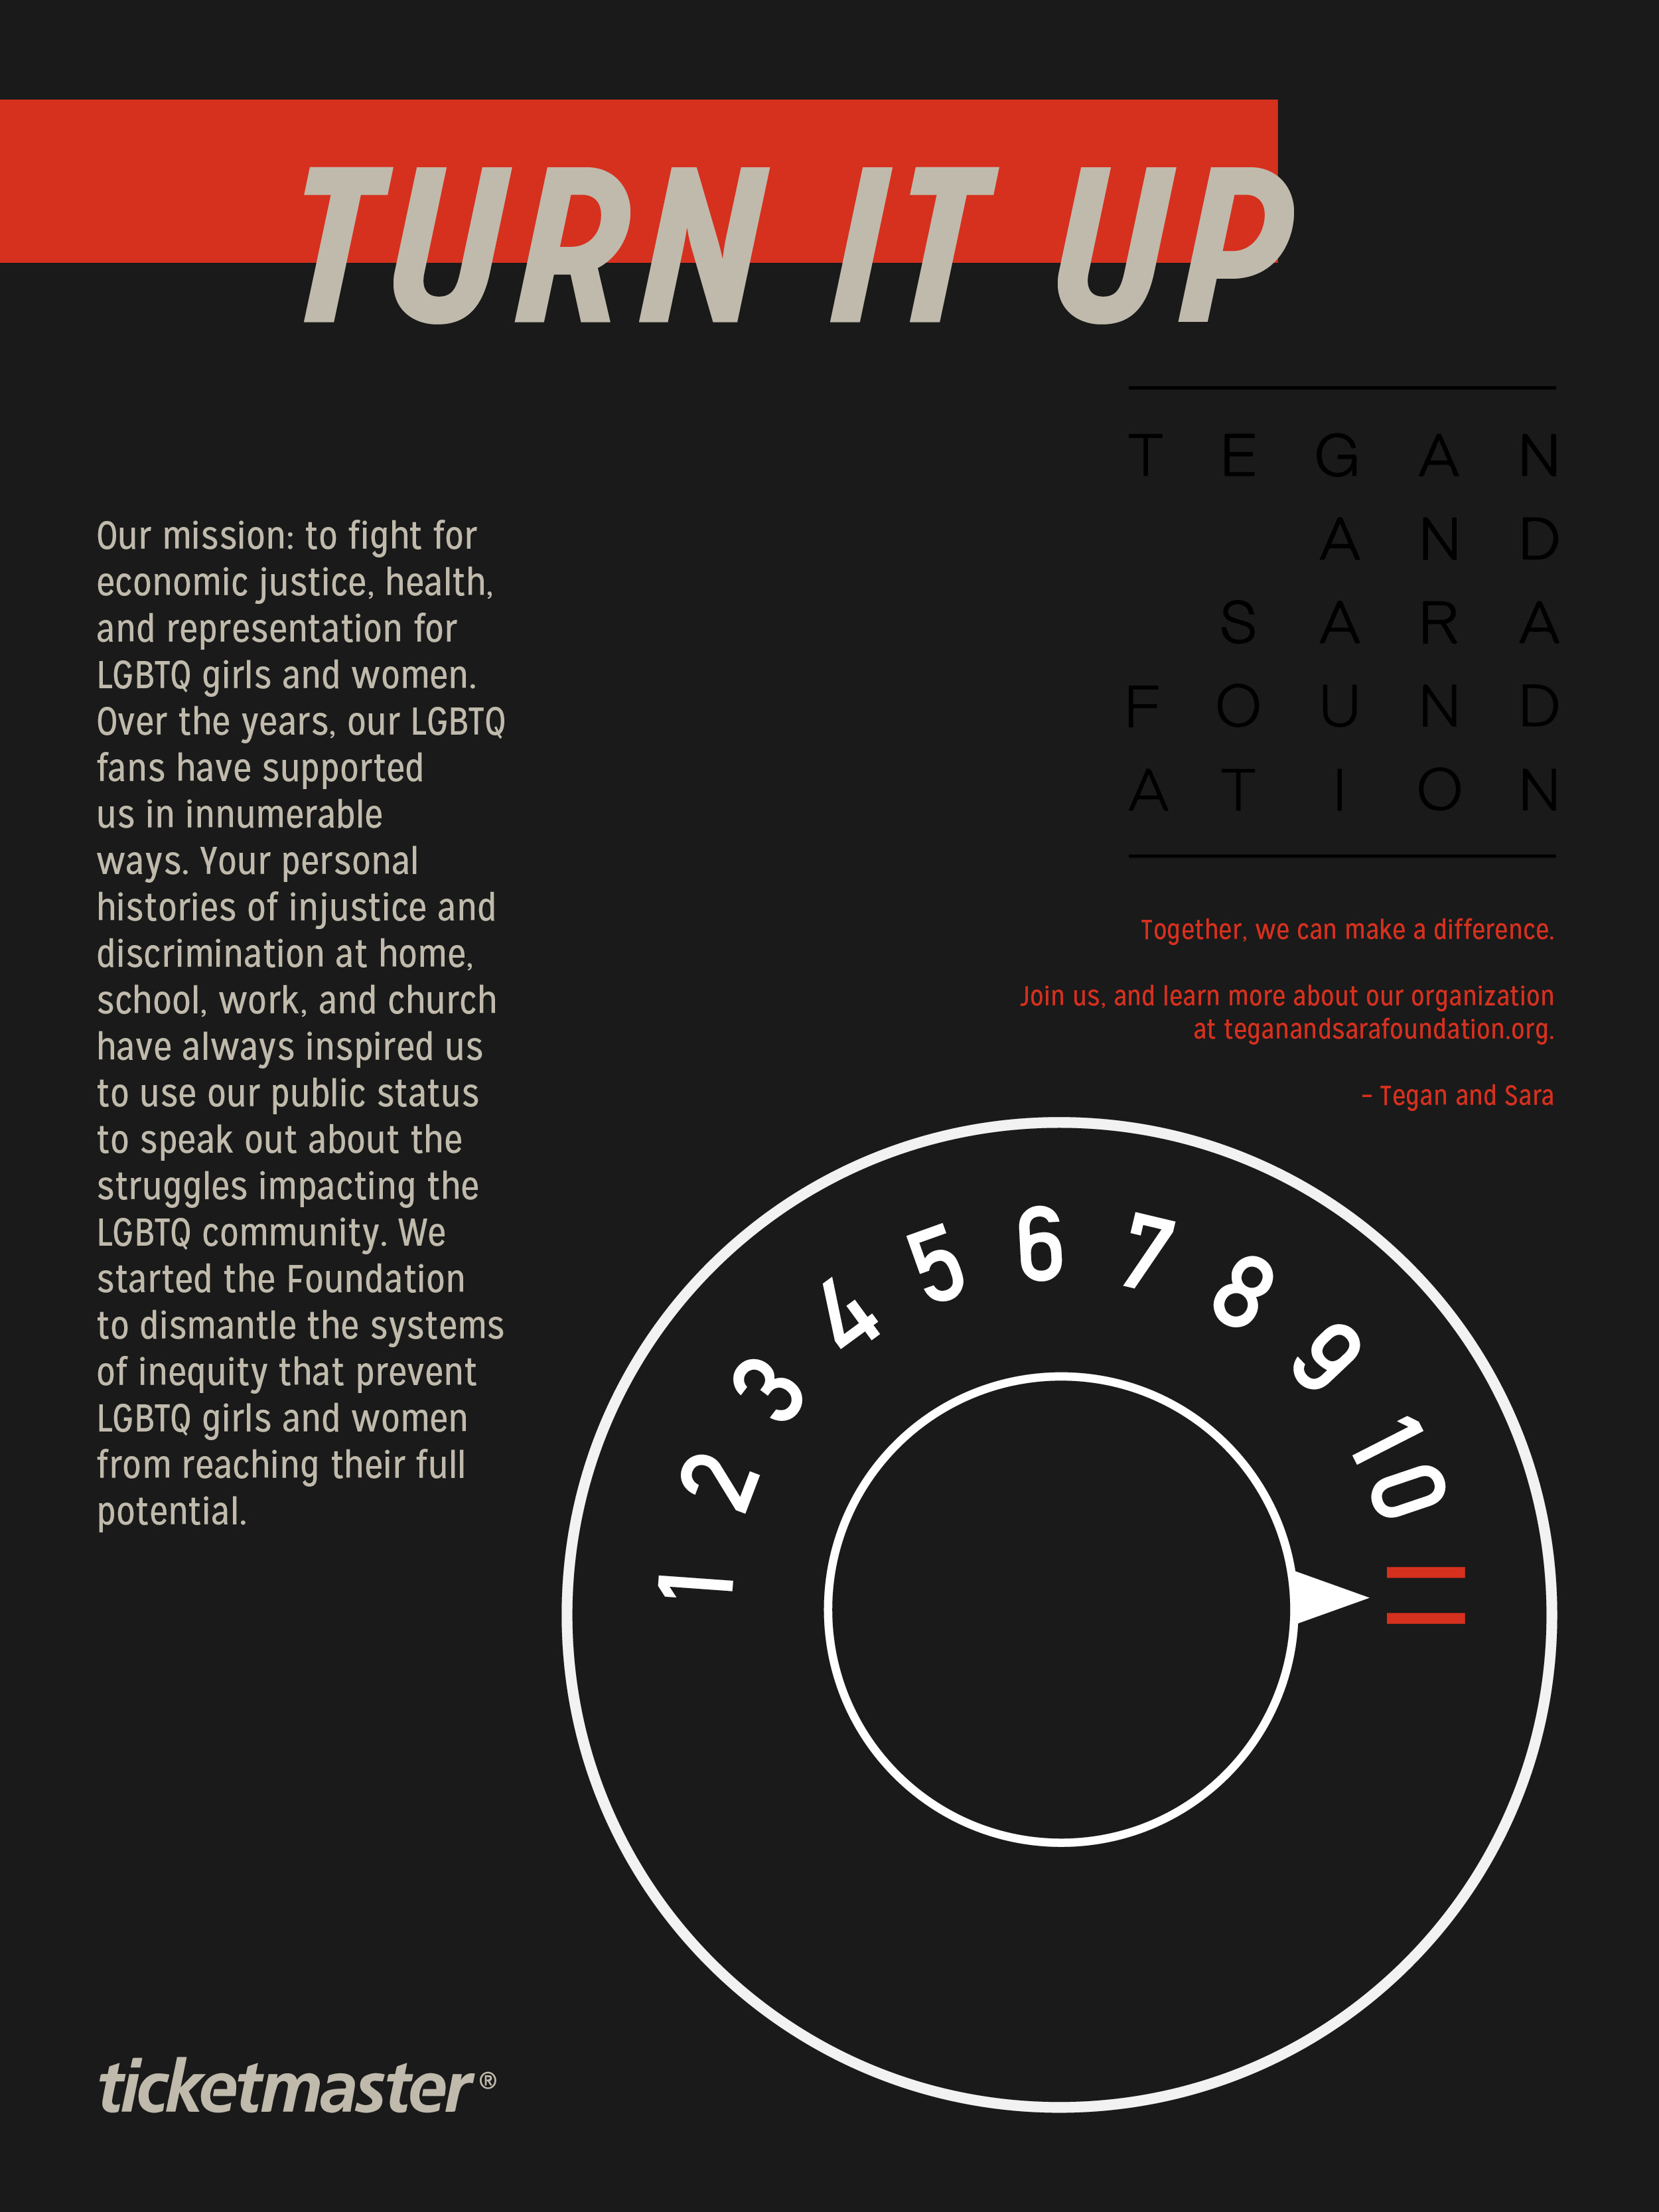 TURN IT UP
Our mission: to fight for
economic justice, health,
and representation for
LGBTQ girls and women.
Over the years, our LGBTQ
fans have supported
us in innumerable
ways. Your personal
histories of injustice and
discrimination at home,
school, work, and church
have always inspired us
to use our public status
to speak out about the
struggles impacting the
LGBTQ community. We
started the Foundation
to dismantle the systems
of inequity that prevent
LGBTQ girls and women
from reaching their full
potential.
TEGAN
AND
SARA
FOUND
ATION
Together, we can make a difference.
Join us, and learn more about our organization
at teganandsarafoundation.org.
– Tegan and Sara
1 2 3 4 5 6 7 8 9 10
ticketmaster®